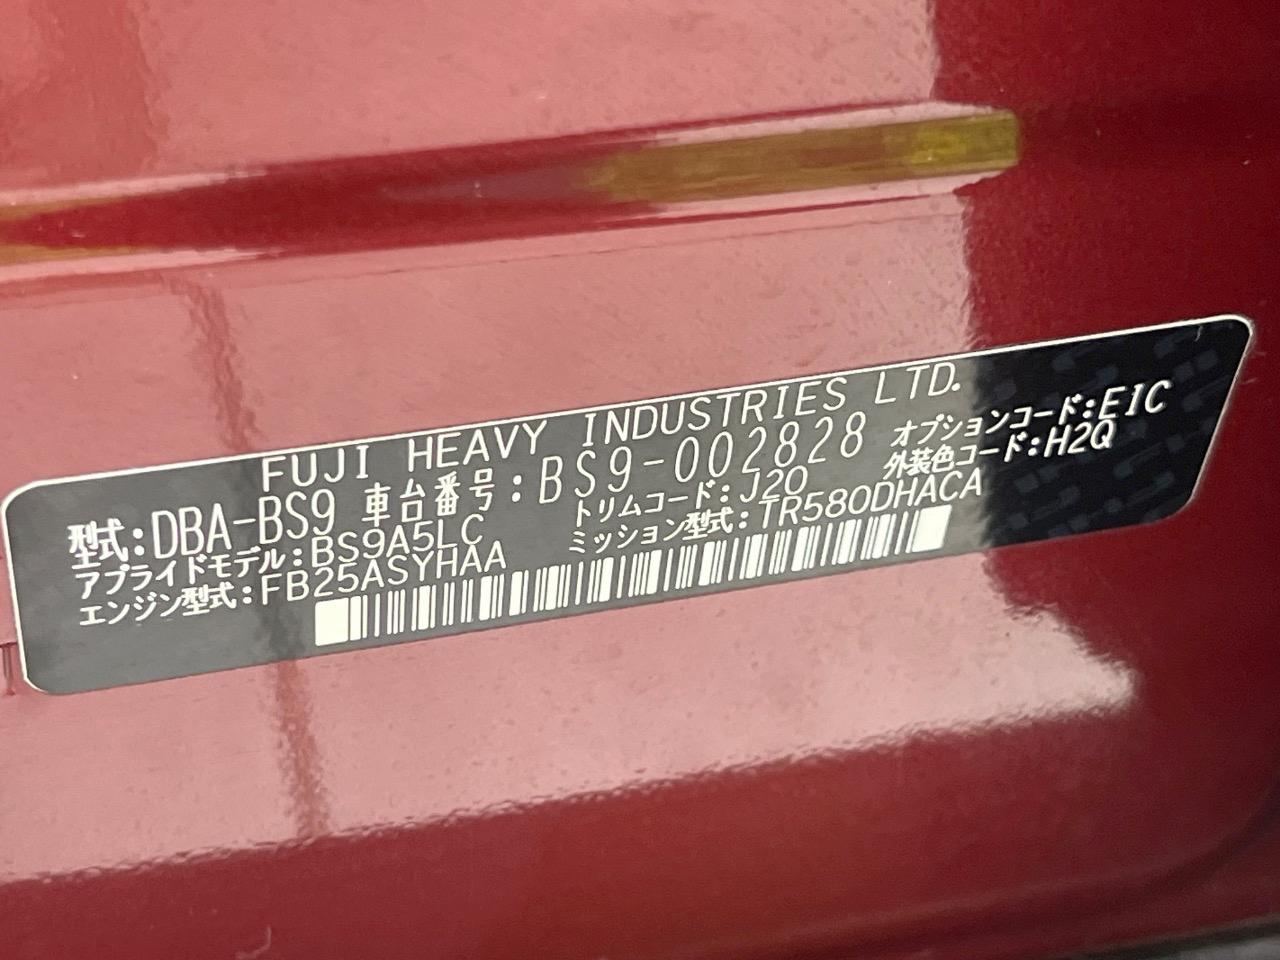 FUJI HEAVY INDUSTRIES LTD.
型式:DBA-BS9 車台番号:BS9-002828 オプションコード:E1C
アプライドモデル:BS9A5LC トリムコード:J20 外装色コード:H2Q
エンジン型式:FB25ASYHAA ミッション型式:TR580DHACA